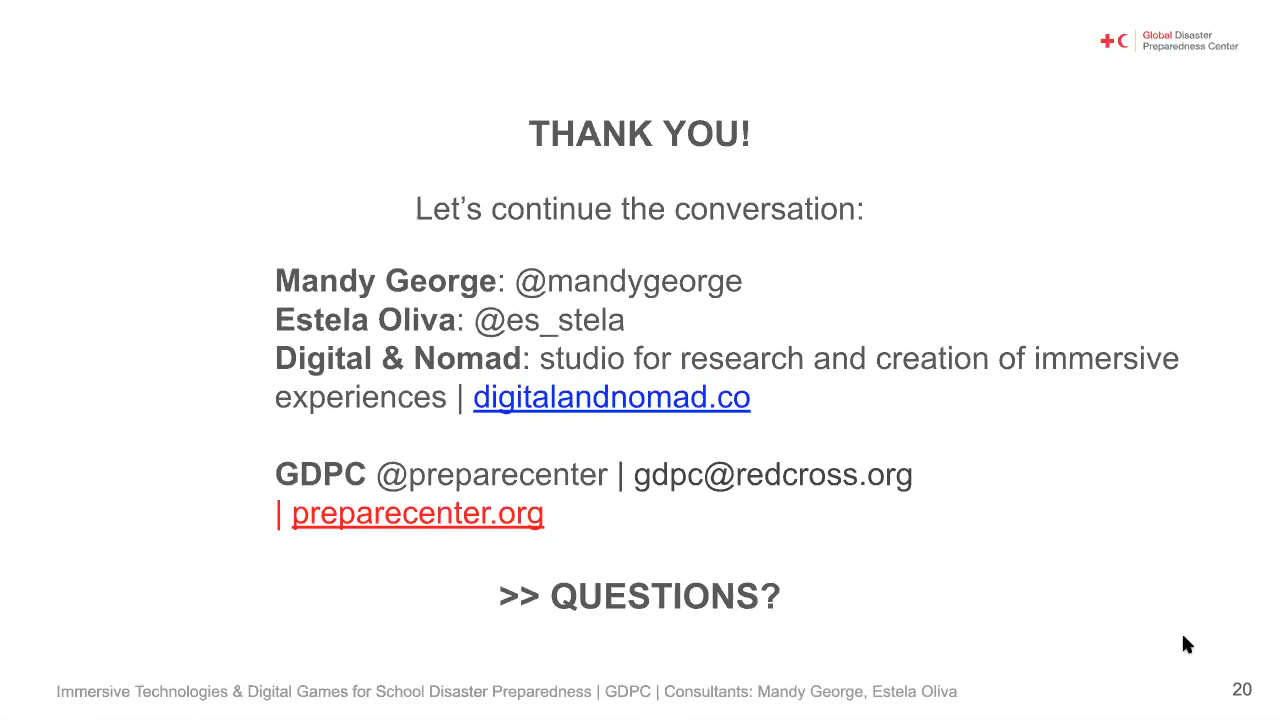 Global Disaster
Preparedness Center
THANK YOU!
Let’s continue the conversation:
Mandy George: @mandygeorge
Estela Oliva: @es_stela
Digital & Nomad: studio for research and creation of immersive
experiences | digitalandnomad.co
GDPC @preparecenter | gdpc@redcross.org
| preparecenter.org
>> QUESTIONS?
Immersive Technologies & Digital Games for School Disaster Preparedness | GDPC | Consultants: Mandy George, Estela Oliva
20